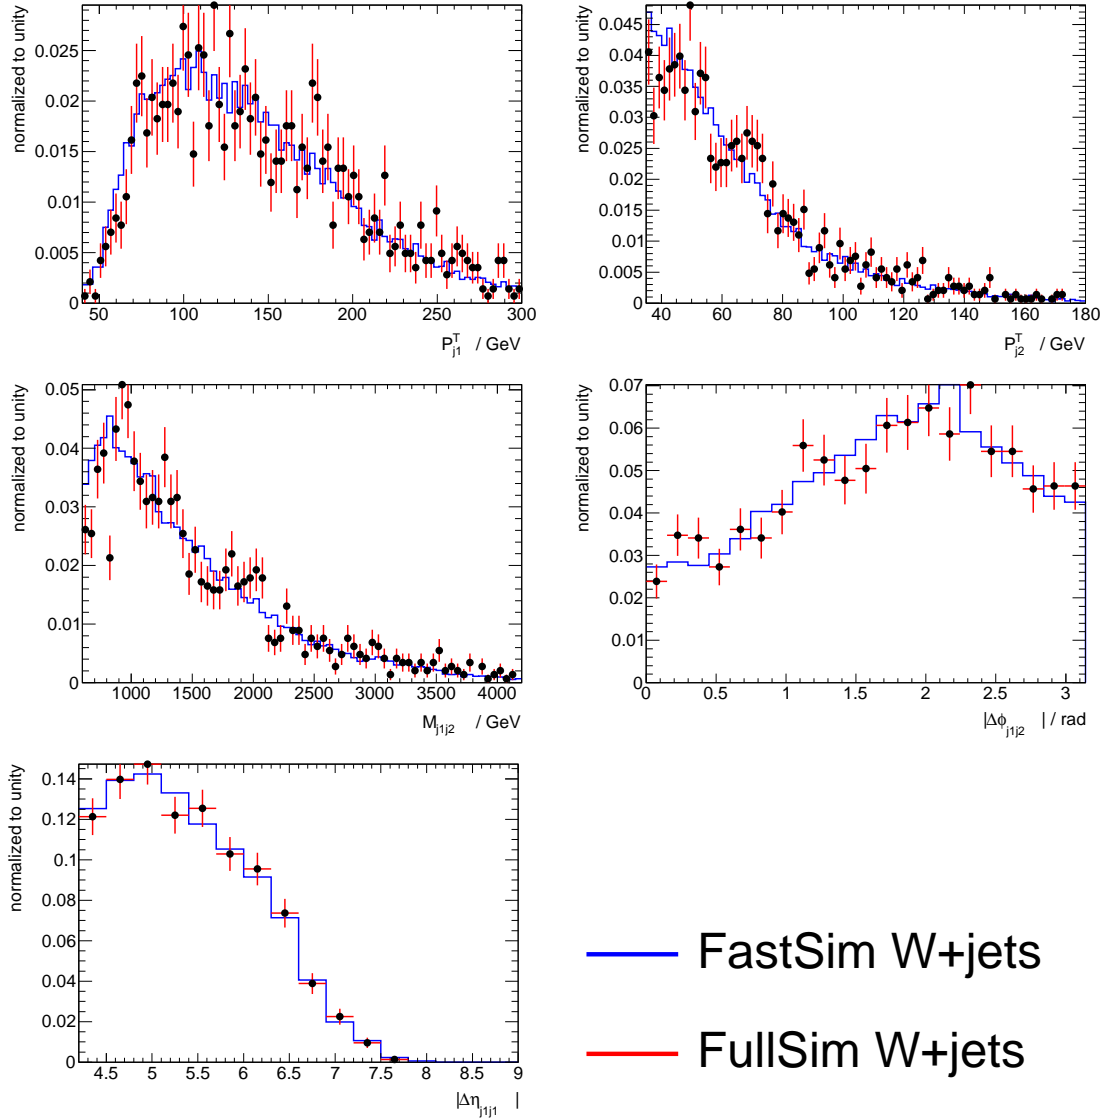 normalized to unity
0.025
0.02
0.015
0.01
0.005
0
50 100 150 200 250 300
P^T_j1 / GeV
normalized to unity
0.045
0.04
0.035
0.03
0.025
0.02
0.015
0.01
0.005
0
40 60 80 100 120 140 160 180
P^T_j2 / GeV
normalized to unity
0.05
0.04
0.03
0.02
0.01
0
1000 1500 2000 2500 3000 3500 4000
M_j1j2 / GeV
normalized to unity
0.07
0.06
0.05
0.04
0.03
0.02
0.01
0
0 0.5 1 1.5 2 2.5 3
|Δϕ_j1j2 | / rad
normalized to unity
0.14
0.12
0.1
0.08
0.06
0.04
0.02
0
4.5 5 5.5 6 6.5 7 7.5 8 8.5 9
|Δη_j1j1 |
FastSim W+jets
FullSim W+jets